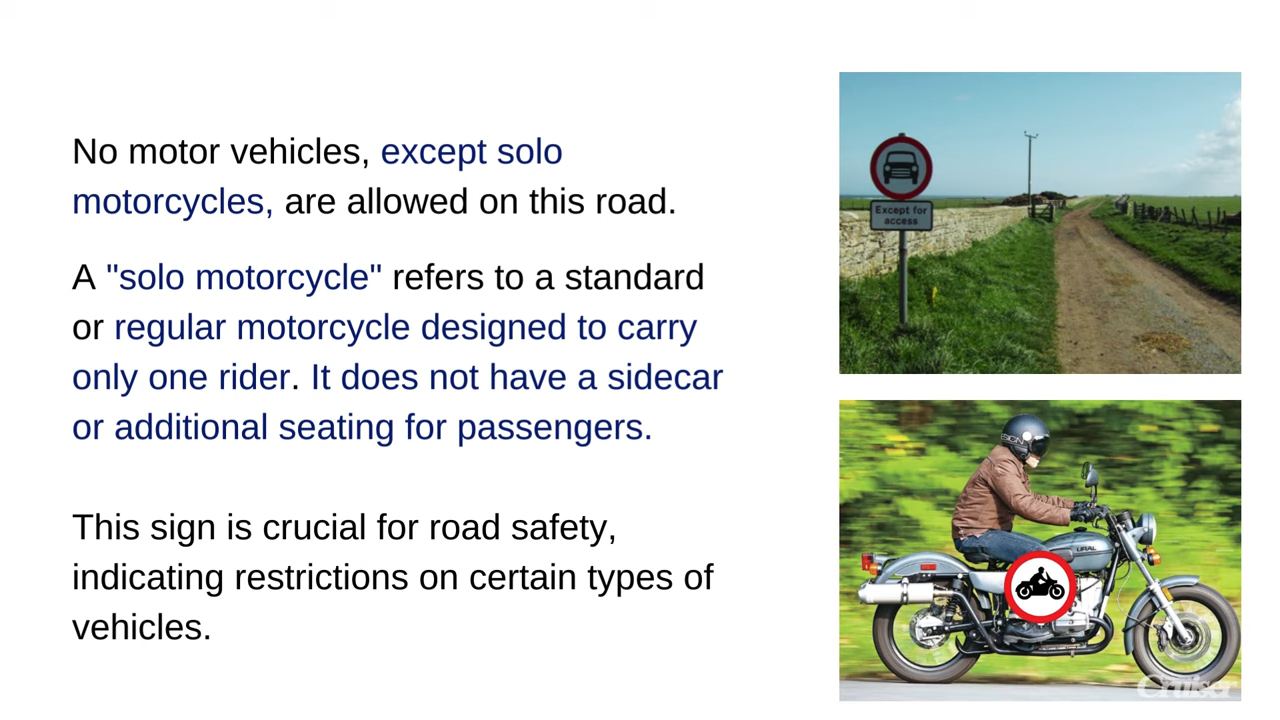 No motor vehicles, except solo
motorcycles, are allowed on this road.
A "solo motorcycle" refers to a standard
or regular motorcycle designed to carry
only one rider. It does not have a sidecar
or additional seating for passengers.
This sign is crucial for road safety,
indicating restrictions on certain types of
vehicles.
Except for
access
URAL
Cruiser